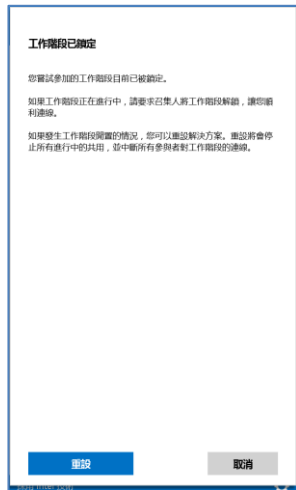 工作階段已鎖定
您嘗試參加的工作階段目前已被鎖定。
如果工作階段正在進行中，請要求召集人將工作階段解鎖，讓您順
利連線。
如果發生工作階段閒置的情況，您可以重設解決方案。重設將會停
止所有進行中的共用，並中斷所有參與者對工作階段的連線。
重設
取消